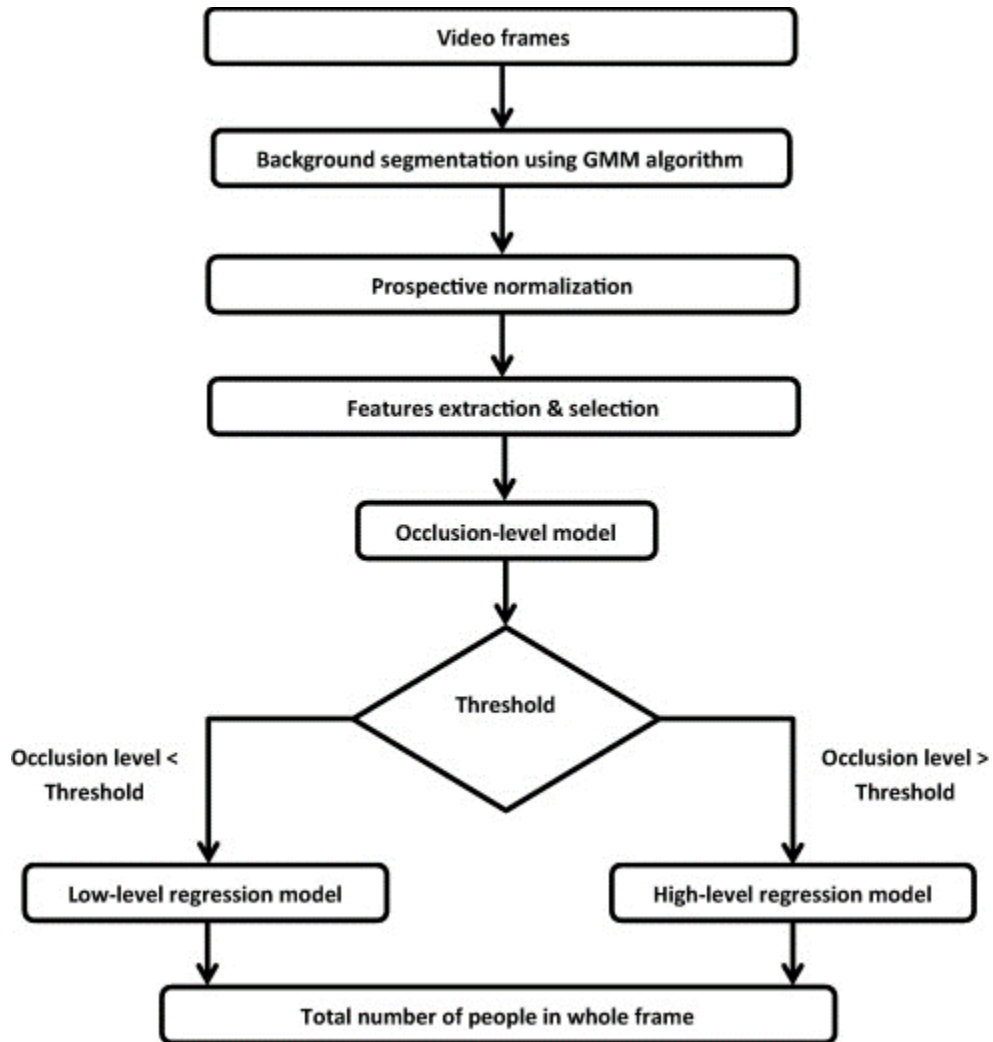 Video frames
Background segmentation using GMM algorithm
Prospective normalization
Features extraction & selection
Occlusion-level model
Threshold
Occlusion level <
Threshold
Occlusion level >
Threshold
Low-level regression model
High-level regression model
Total number of people in whole frame